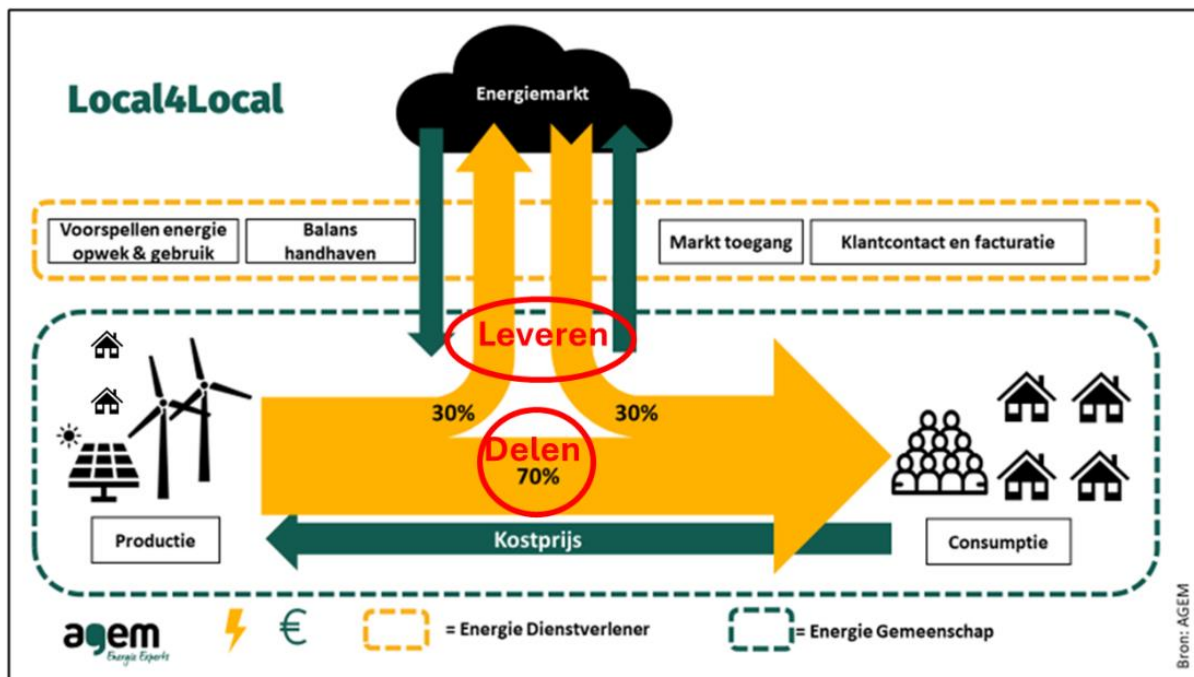 Local4Local
Energiemarkt
Voorspellen energie
opwek & gebruik
Balans
handhaven
Markt toegang
Klantcontact en facturatie
Leveren
30%
30%
Delen
70%
Productie
Kostprijs
Consumptie
agem
Energie Experts
€
= Energie Dienstverlener
= Energie Gemeenschap
Bron: AGEM